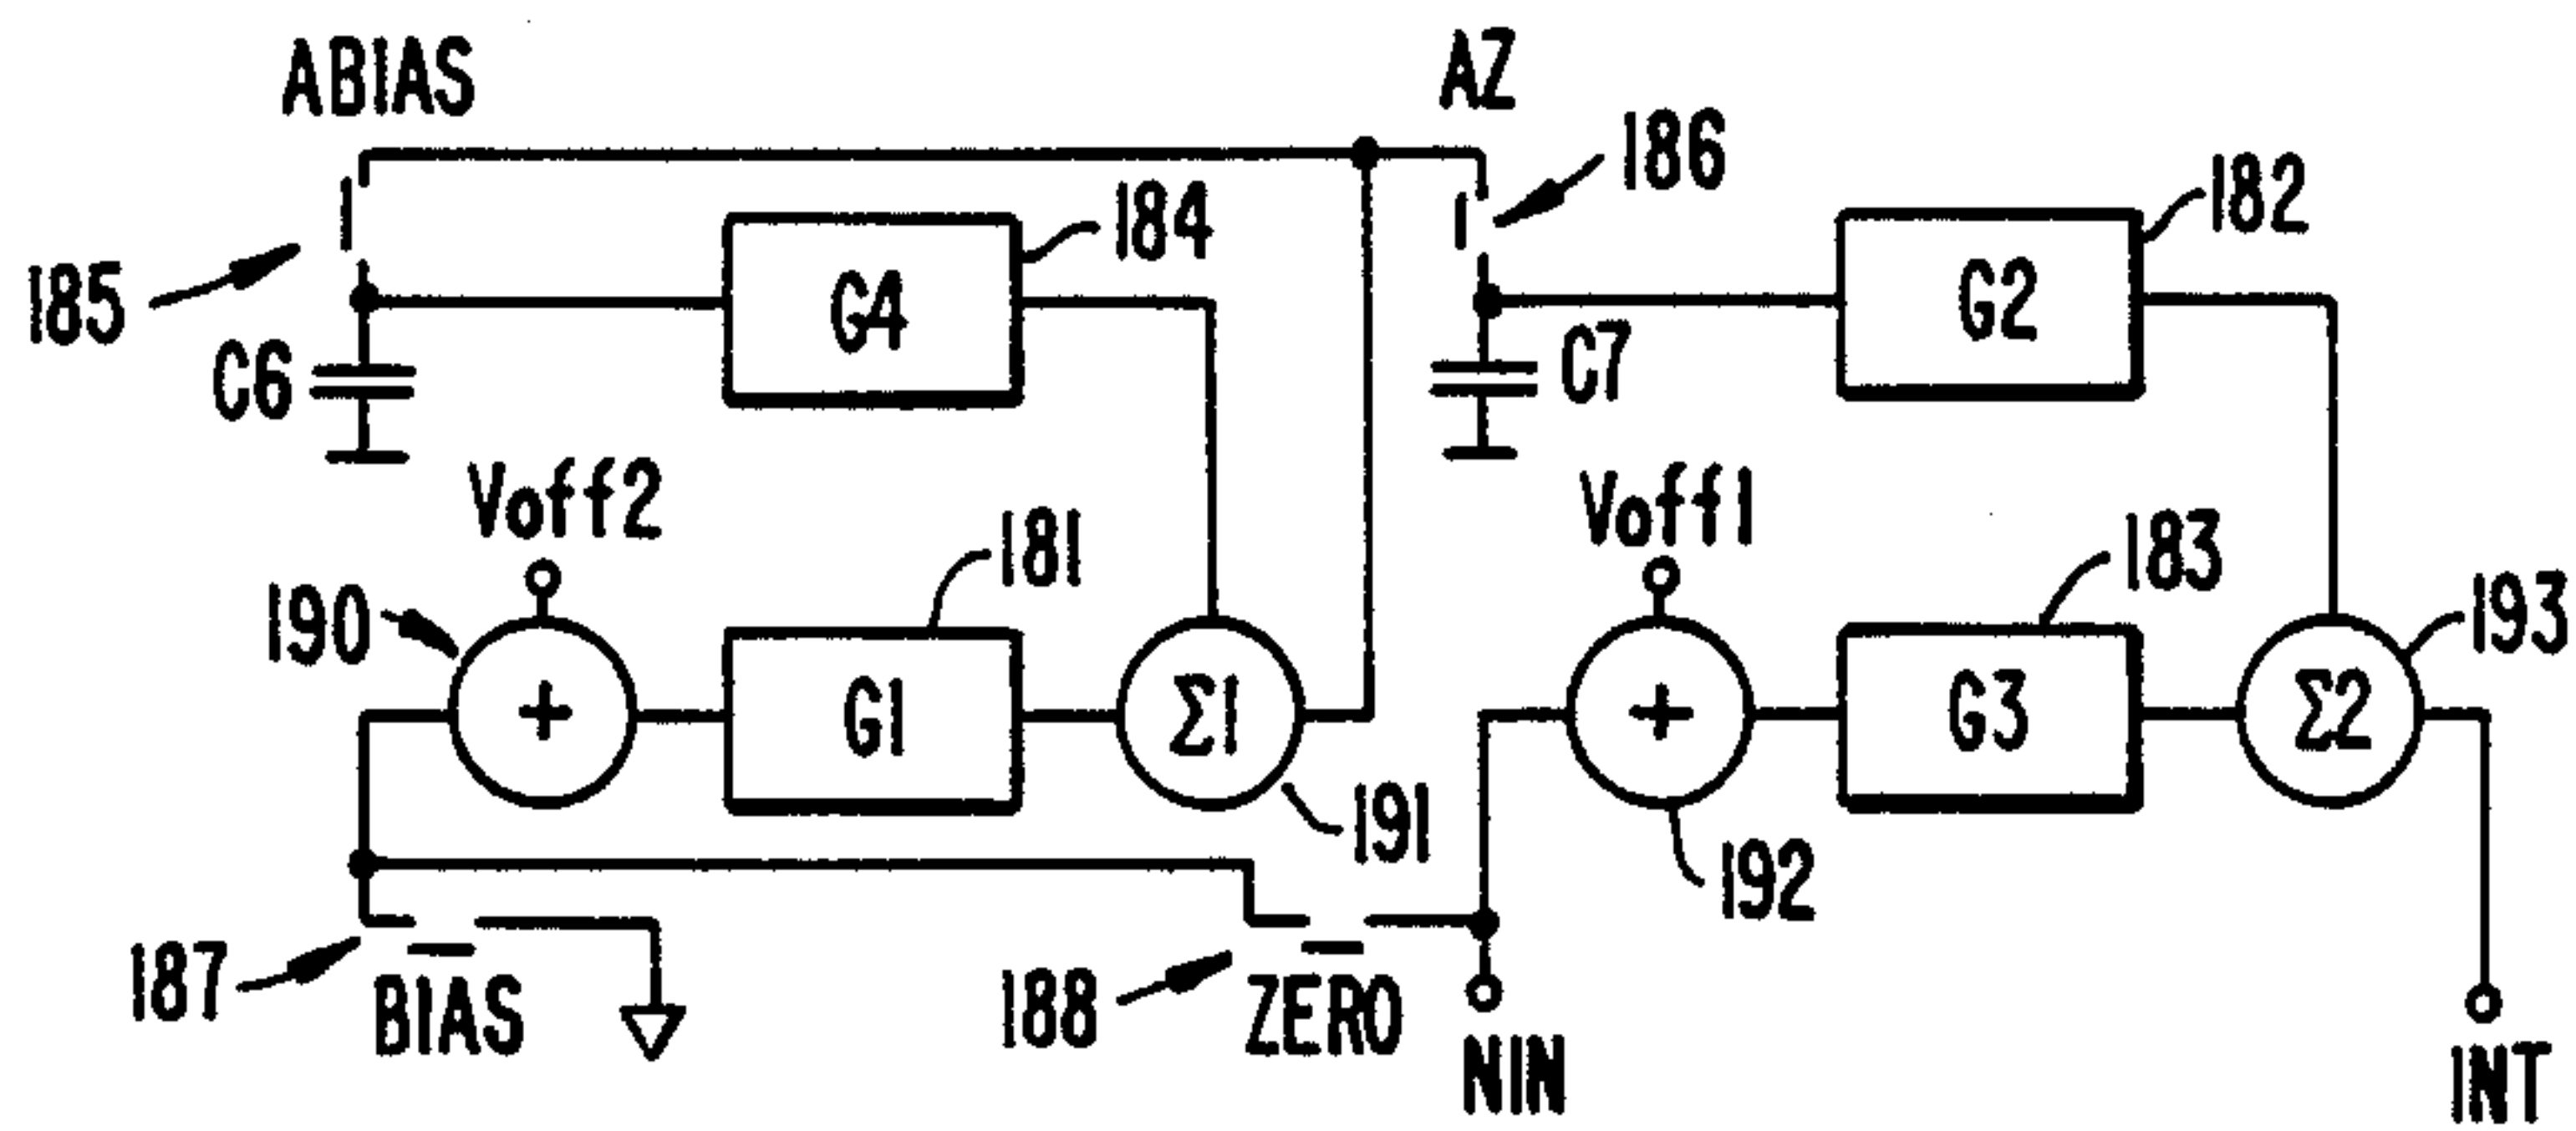 ABIAS
AZ
186
182
184
185
G4
G2
C6
C7
Voff2
Voff1
181
183
190
193
+
G1
Σ1
+
G3
Σ2
191
192
187
BIAS
188
ZERO
NIN
INT